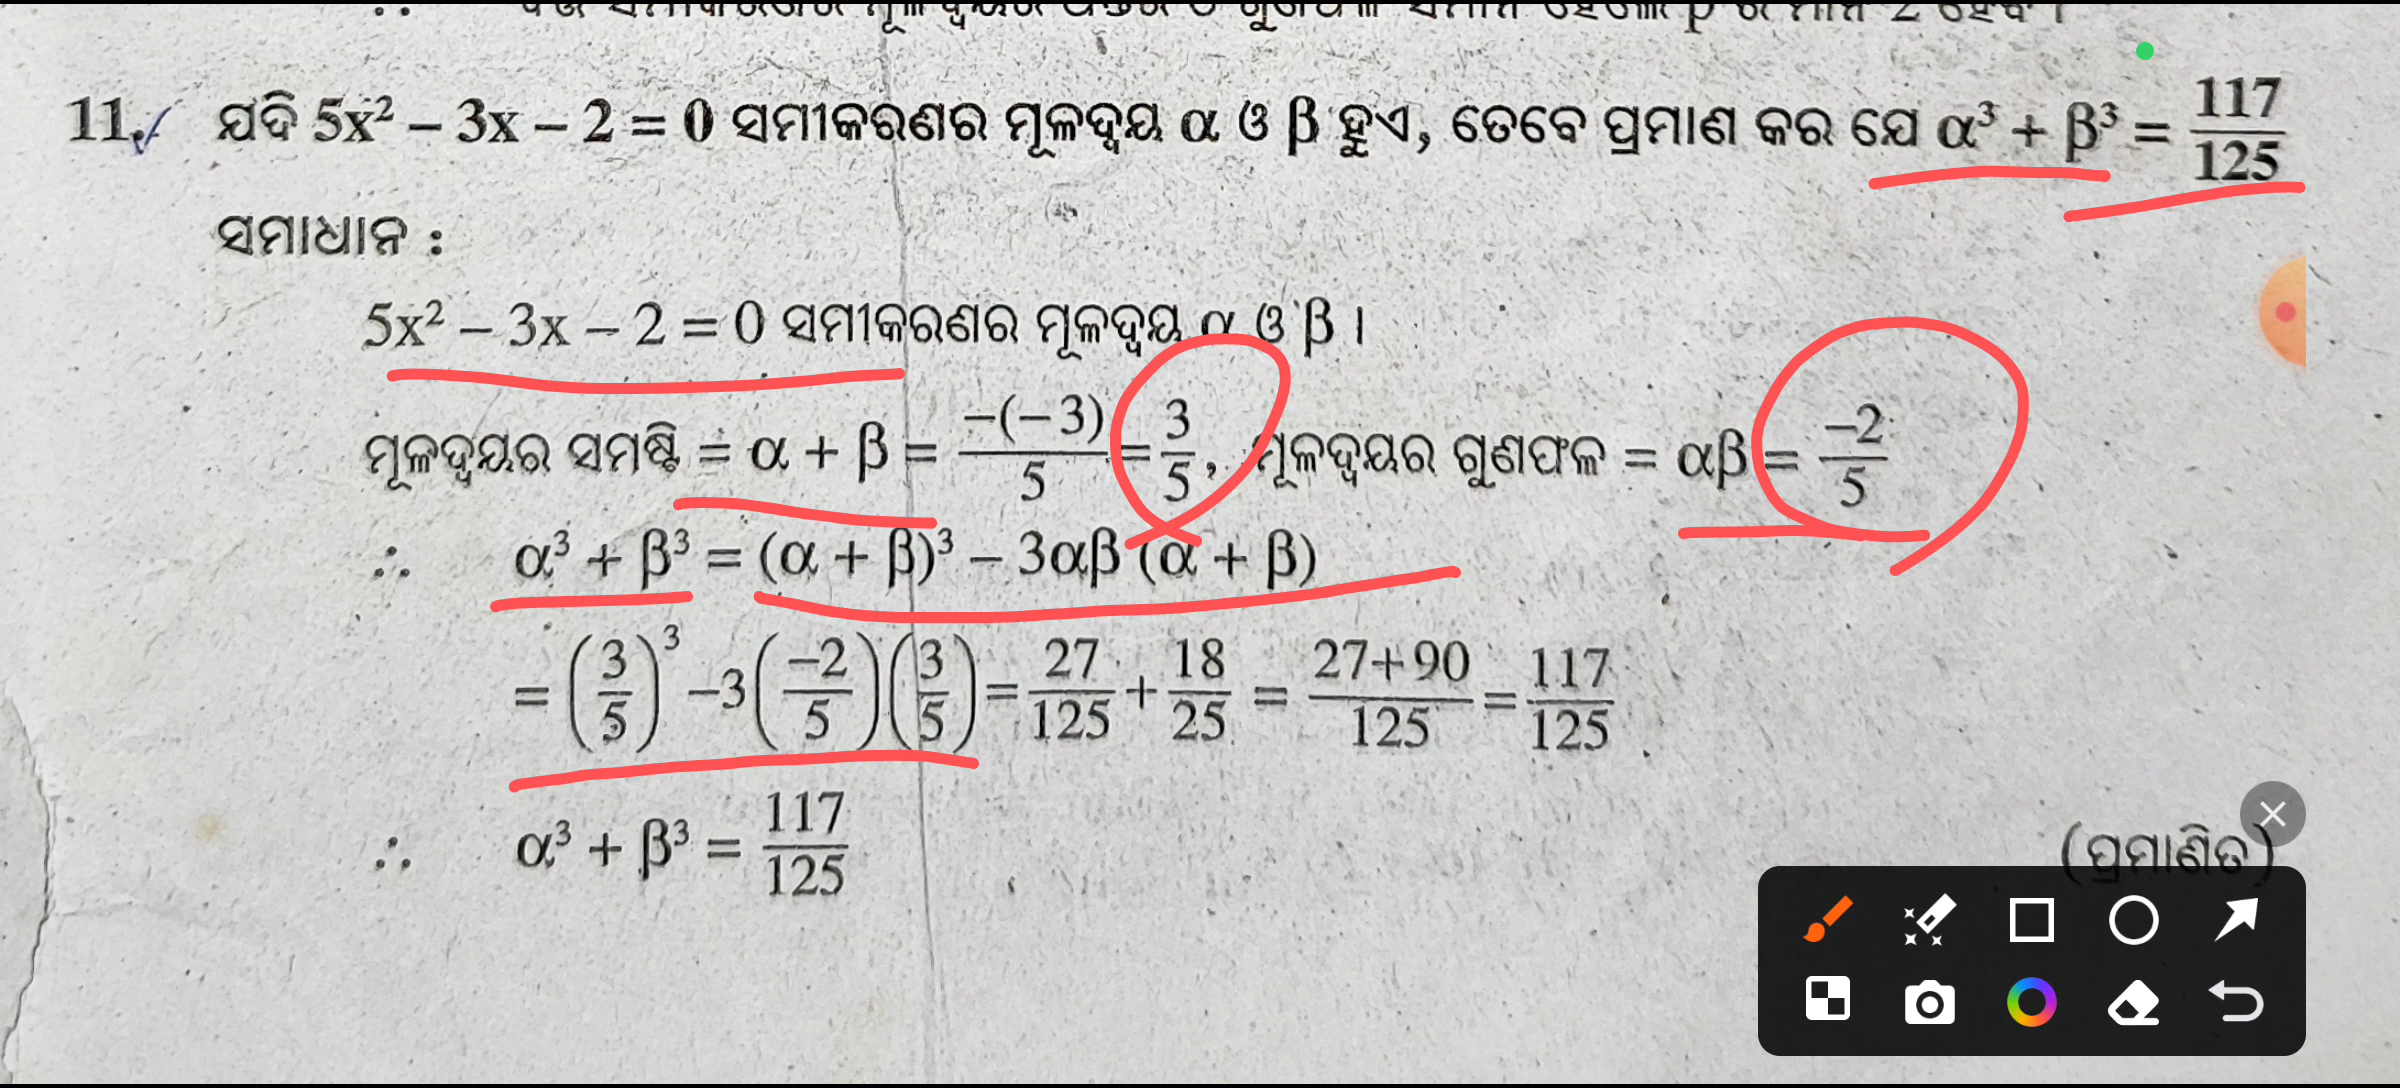 11. ଯଦି 5x² – 3x – 2 = 0 ସମୀକରଣର ମୂଳଦ୍ୱୟ α ଓ β ହୁଏ, ତେବେ ପ୍ରମାଣ କର ଯେ α³ + β³ = 117/125
ସମାଧାନ :
5x² – 3x – 2 = 0 ସମୀକରଣର ମୂଳଦ୍ୱୟ α ଓ β ।
ମୂଳଦ୍ୱୟର ସମଷ୍ଟି = α + β = –(–3)/5 = 3/5, ମୂଳଦ୍ୱୟର ଗୁଣଫଳ = αβ = –2/5
∴ α³ + β³ = (α + β)³ – 3αβ (α + β)
= (3/5)³ –3(–2/5)(3/5) = 27/125 + 18/25 = 27+90/125 = 117/125
∴ α³ + β³ = 117/125
(ପ୍ରମାଣିତ)